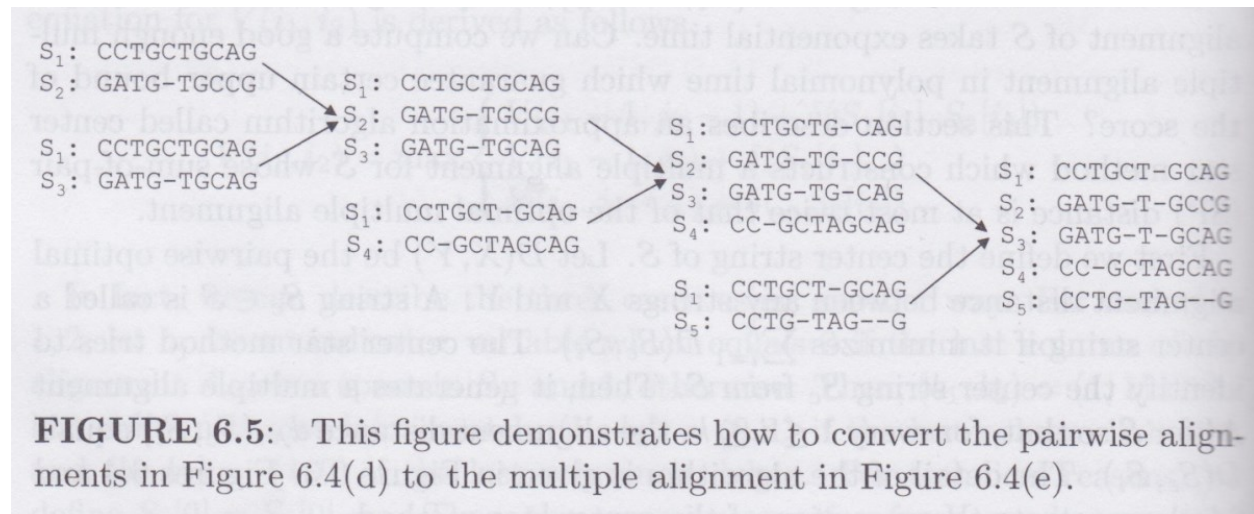 S₁: CCTGCTGCAG
S₂: GATG-TGCCG
S₁: CCTGCTGCAG
S₃: GATG-TGCAG
S₁: CCTGCTGCAG
S₂: GATG-TGCCG
S₃: GATG-TGCAG
S₁: CCTGCT-GCAG
S₄: CC-GCTAGCAG
S₁: CCTGCTG-CAG
S₂: GATG-TG-CCG
S₃: GATG-TG-CAG
S₄: CC-GCTAGCAG
S₁: CCTGCT-GCAG
S₅: CCTG-TAG--G
S₁: CCTGCT-GCAG
S₂: GATG-T-GCCG
S₃: GATG-T-GCAG
S₄: CC-GCTAGCAG
S₅: CCTG-TAG--G
FIGURE 6.5: This figure demonstrates how to convert the pairwise align-
ments in Figure 6.4(d) to the multiple alignment in Figure 6.4(e).